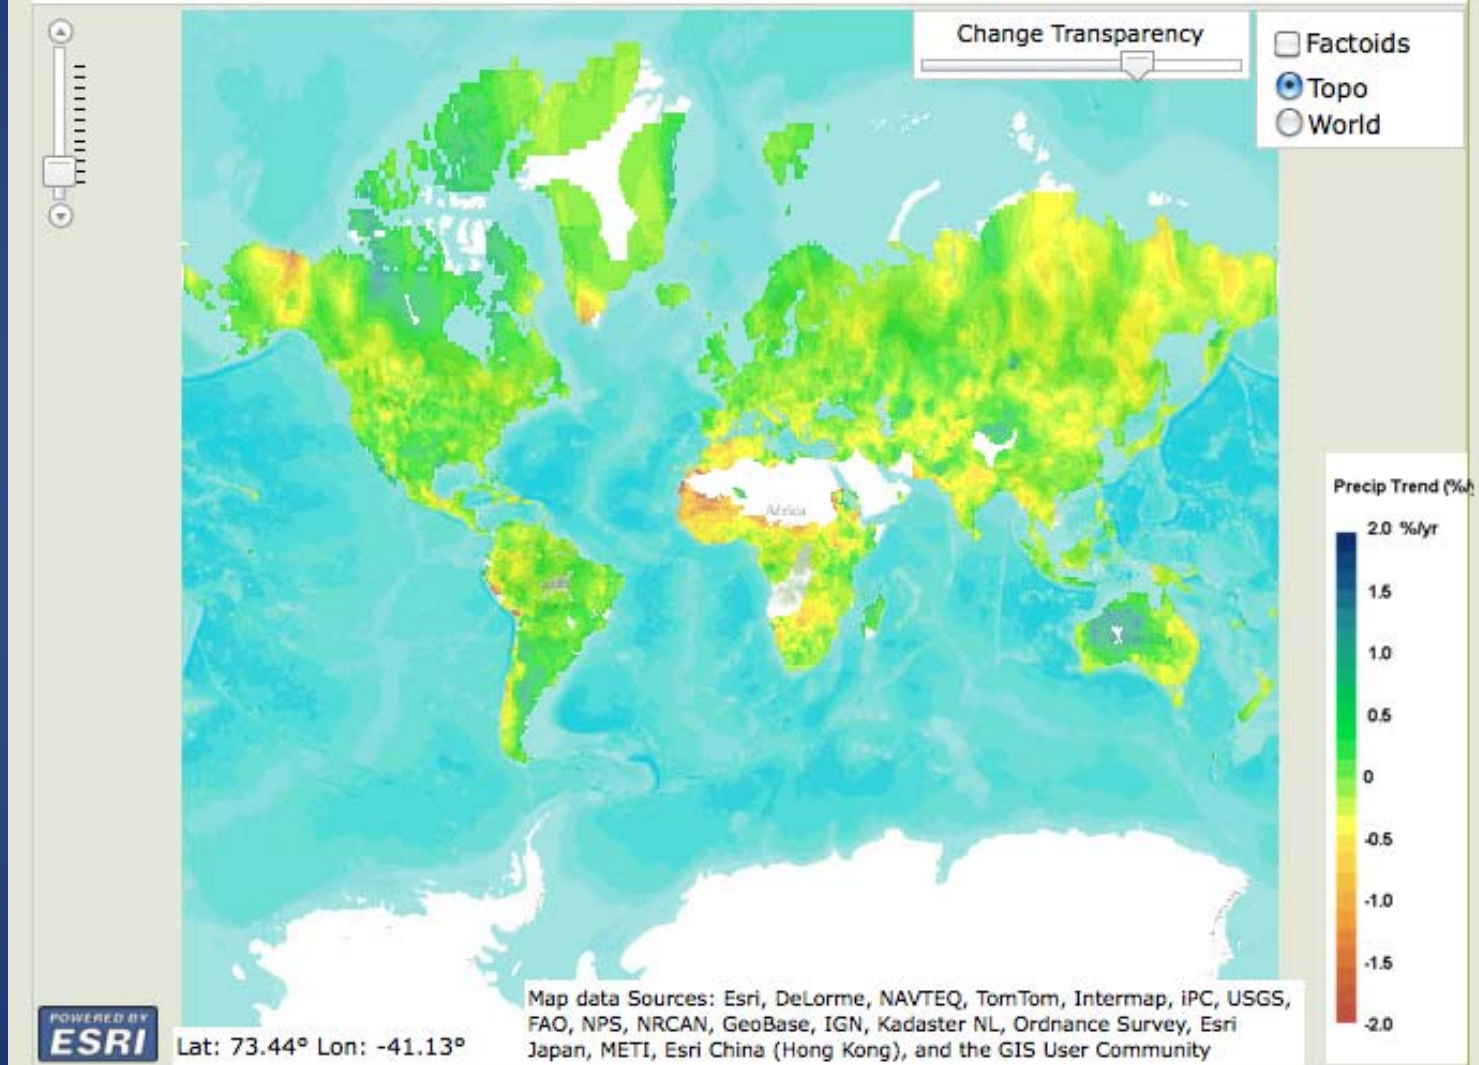 Change Transparency
Factoids
Topo
World
Africa
Precip Trend (%/
2.0 %/yr
1.5
1.0
0.5
0
-0.5
-1.0
-1.5
-2.0
POWERED BY
ESRI
Lat: 73.44° Lon: -41.13°
Map data Sources: Esri, DeLorme, NAVTEQ, TomTom, Intermap, iPC, USGS,
FAO, NPS, NRCAN, GeoBase, IGN, Kadaster NL, Ordnance Survey, Esri
Japan, METI, Esri China (Hong Kong), and the GIS User Community